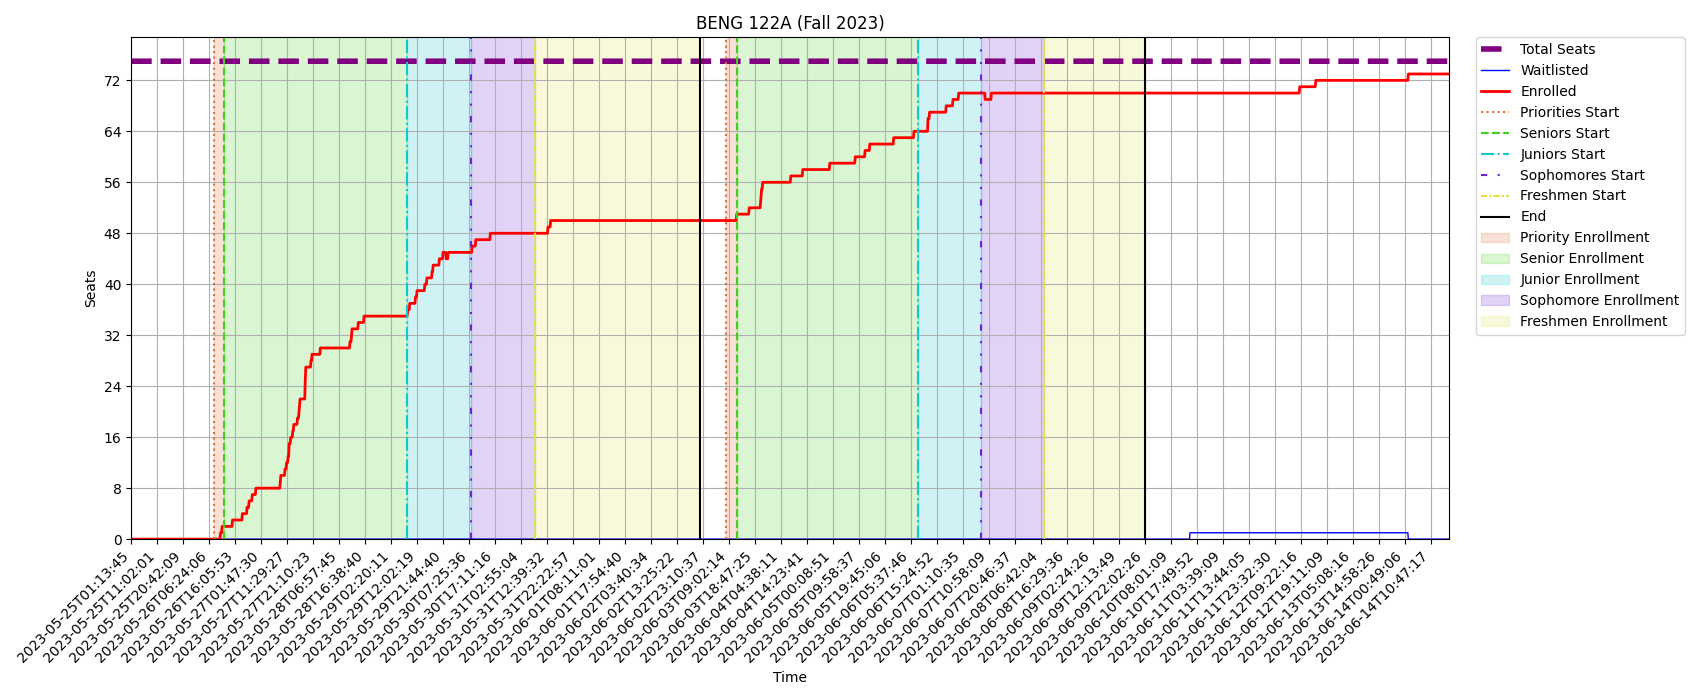 BENG 122A (Fall 2023)
Seats
72
64
56
48
40
32
24
16
8
0
2023-05-25T01:13:45
2023-05-25T11:02:01
2023-05-25T20:42:09
2023-05-26T06:24:06
2023-05-26T16:05:53
2023-05-27T01:47:30
2023-05-27T11:29:27
2023-05-27T21:10:23
2023-05-28T06:57:45
2023-05-28T16:38:40
2023-05-29T02:20:11
2023-05-29T12:02:19
2023-05-29T21:44:40
2023-05-30T07:25:36
2023-05-30T17:11:16
2023-05-31T02:55:04
2023-05-31T12:39:32
2023-05-31T22:22:57
2023-06-01T08:11:01
2023-06-01T17:54:40
2023-06-02T03:40:34
2023-06-02T13:25:22
2023-06-02T23:10:37
2023-06-03T09:02:14
2023-06-03T18:47:25
2023-06-04T04:38:11
2023-06-04T14:23:41
2023-06-05T00:08:51
2023-06-05T09:58:37
2023-06-05T19:45:06
2023-06-06T05:37:46
2023-06-06T15:24:52
2023-06-07T01:10:35
2023-06-07T10:58:09
2023-06-07T20:46:37
2023-06-08T06:42:04
2023-06-08T16:29:36
2023-06-09T02:24:26
2023-06-09T12:13:49
2023-06-09T22:02:26
2023-06-10T08:01:09
2023-06-10T17:49:52
2023-06-11T03:39:09
2023-06-11T13:44:05
2023-06-11T23:32:30
2023-06-12T09:22:16
2023-06-12T19:11:09
2023-06-13T05:08:16
2023-06-13T14:58:26
2023-06-14T00:49:06
2023-06-14T10:47:17
Time
Total Seats
Waitlisted
Enrolled
Priorities Start
Seniors Start
Juniors Start
Sophomores Start
Freshmen Start
End
Priority Enrollment
Senior Enrollment
Junior Enrollment
Sophomore Enrollment
Freshmen Enrollment